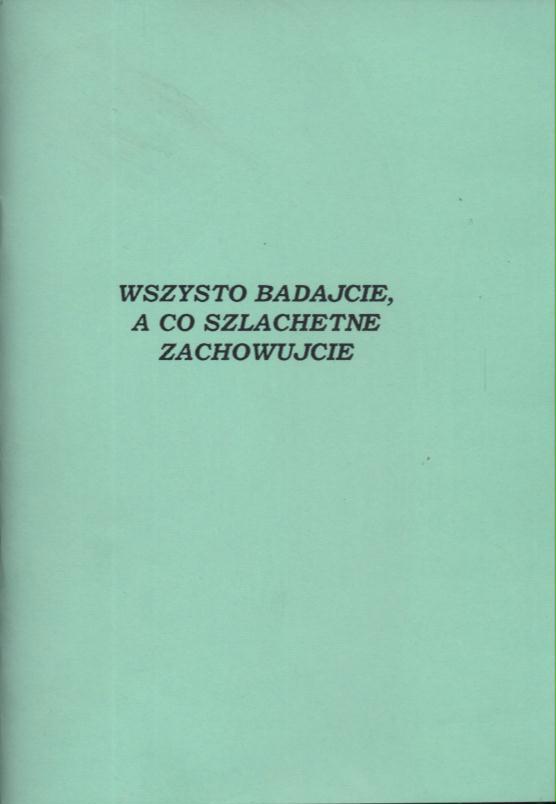 WSZYSTO BADAJCIE,
A CO SZLACHETNE
ZACHOWUJCIE